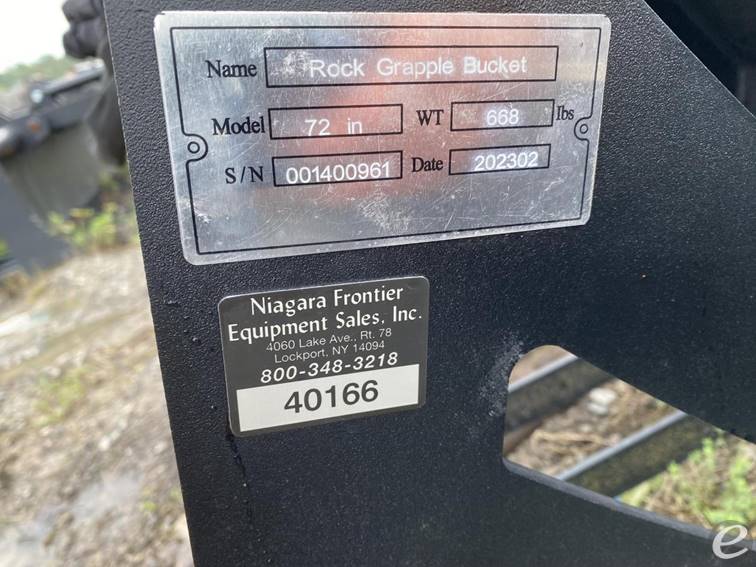 Name Rock Grapple Bucket
Model 72 in WT 668 lbs
S/N 001400961 Date 202302
Niagara Frontier
Equipment Sales, Inc.
4060 Lake Ave., Rt. 78
Lockport, NY 14094
800-348-3218
40166
e